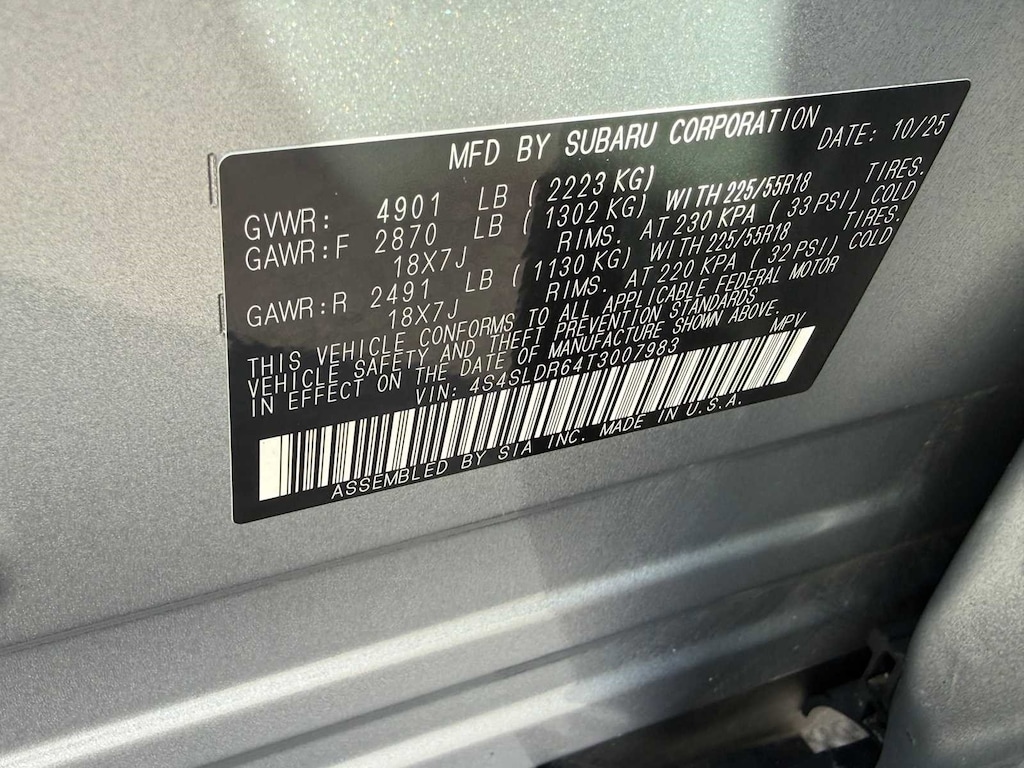 MFD BY SUBARU CORPORATION DATE: 10/25
GVWR: 4901 LB ( 2223 KG)
GAWR:F 2870 LB ( 1302 KG) WITH 225/55R18 TIRES.
18X7J RIMS. AT 230 KPA ( 33 PSI) COLD
GAWR:R 2491 LB ( 1130 KG) WITH 225/55R18 TIRES.
18X7J RIMS. AT 220 KPA ( 32 PSI) COLD
THIS VEHICLE CONFORMS TO ALL APPLICABLE FEDERAL MOTOR
VEHICLE SAFETY AND THEFT PREVENTION STANDARDS
IN EFFECT ON THE DATE OF MANUFACTURE SHOWN ABOVE.
VIN: 4S4SLDR64T3007983 MPV
ASSEMBLED BY SIA INC. MADE IN U.S.A.